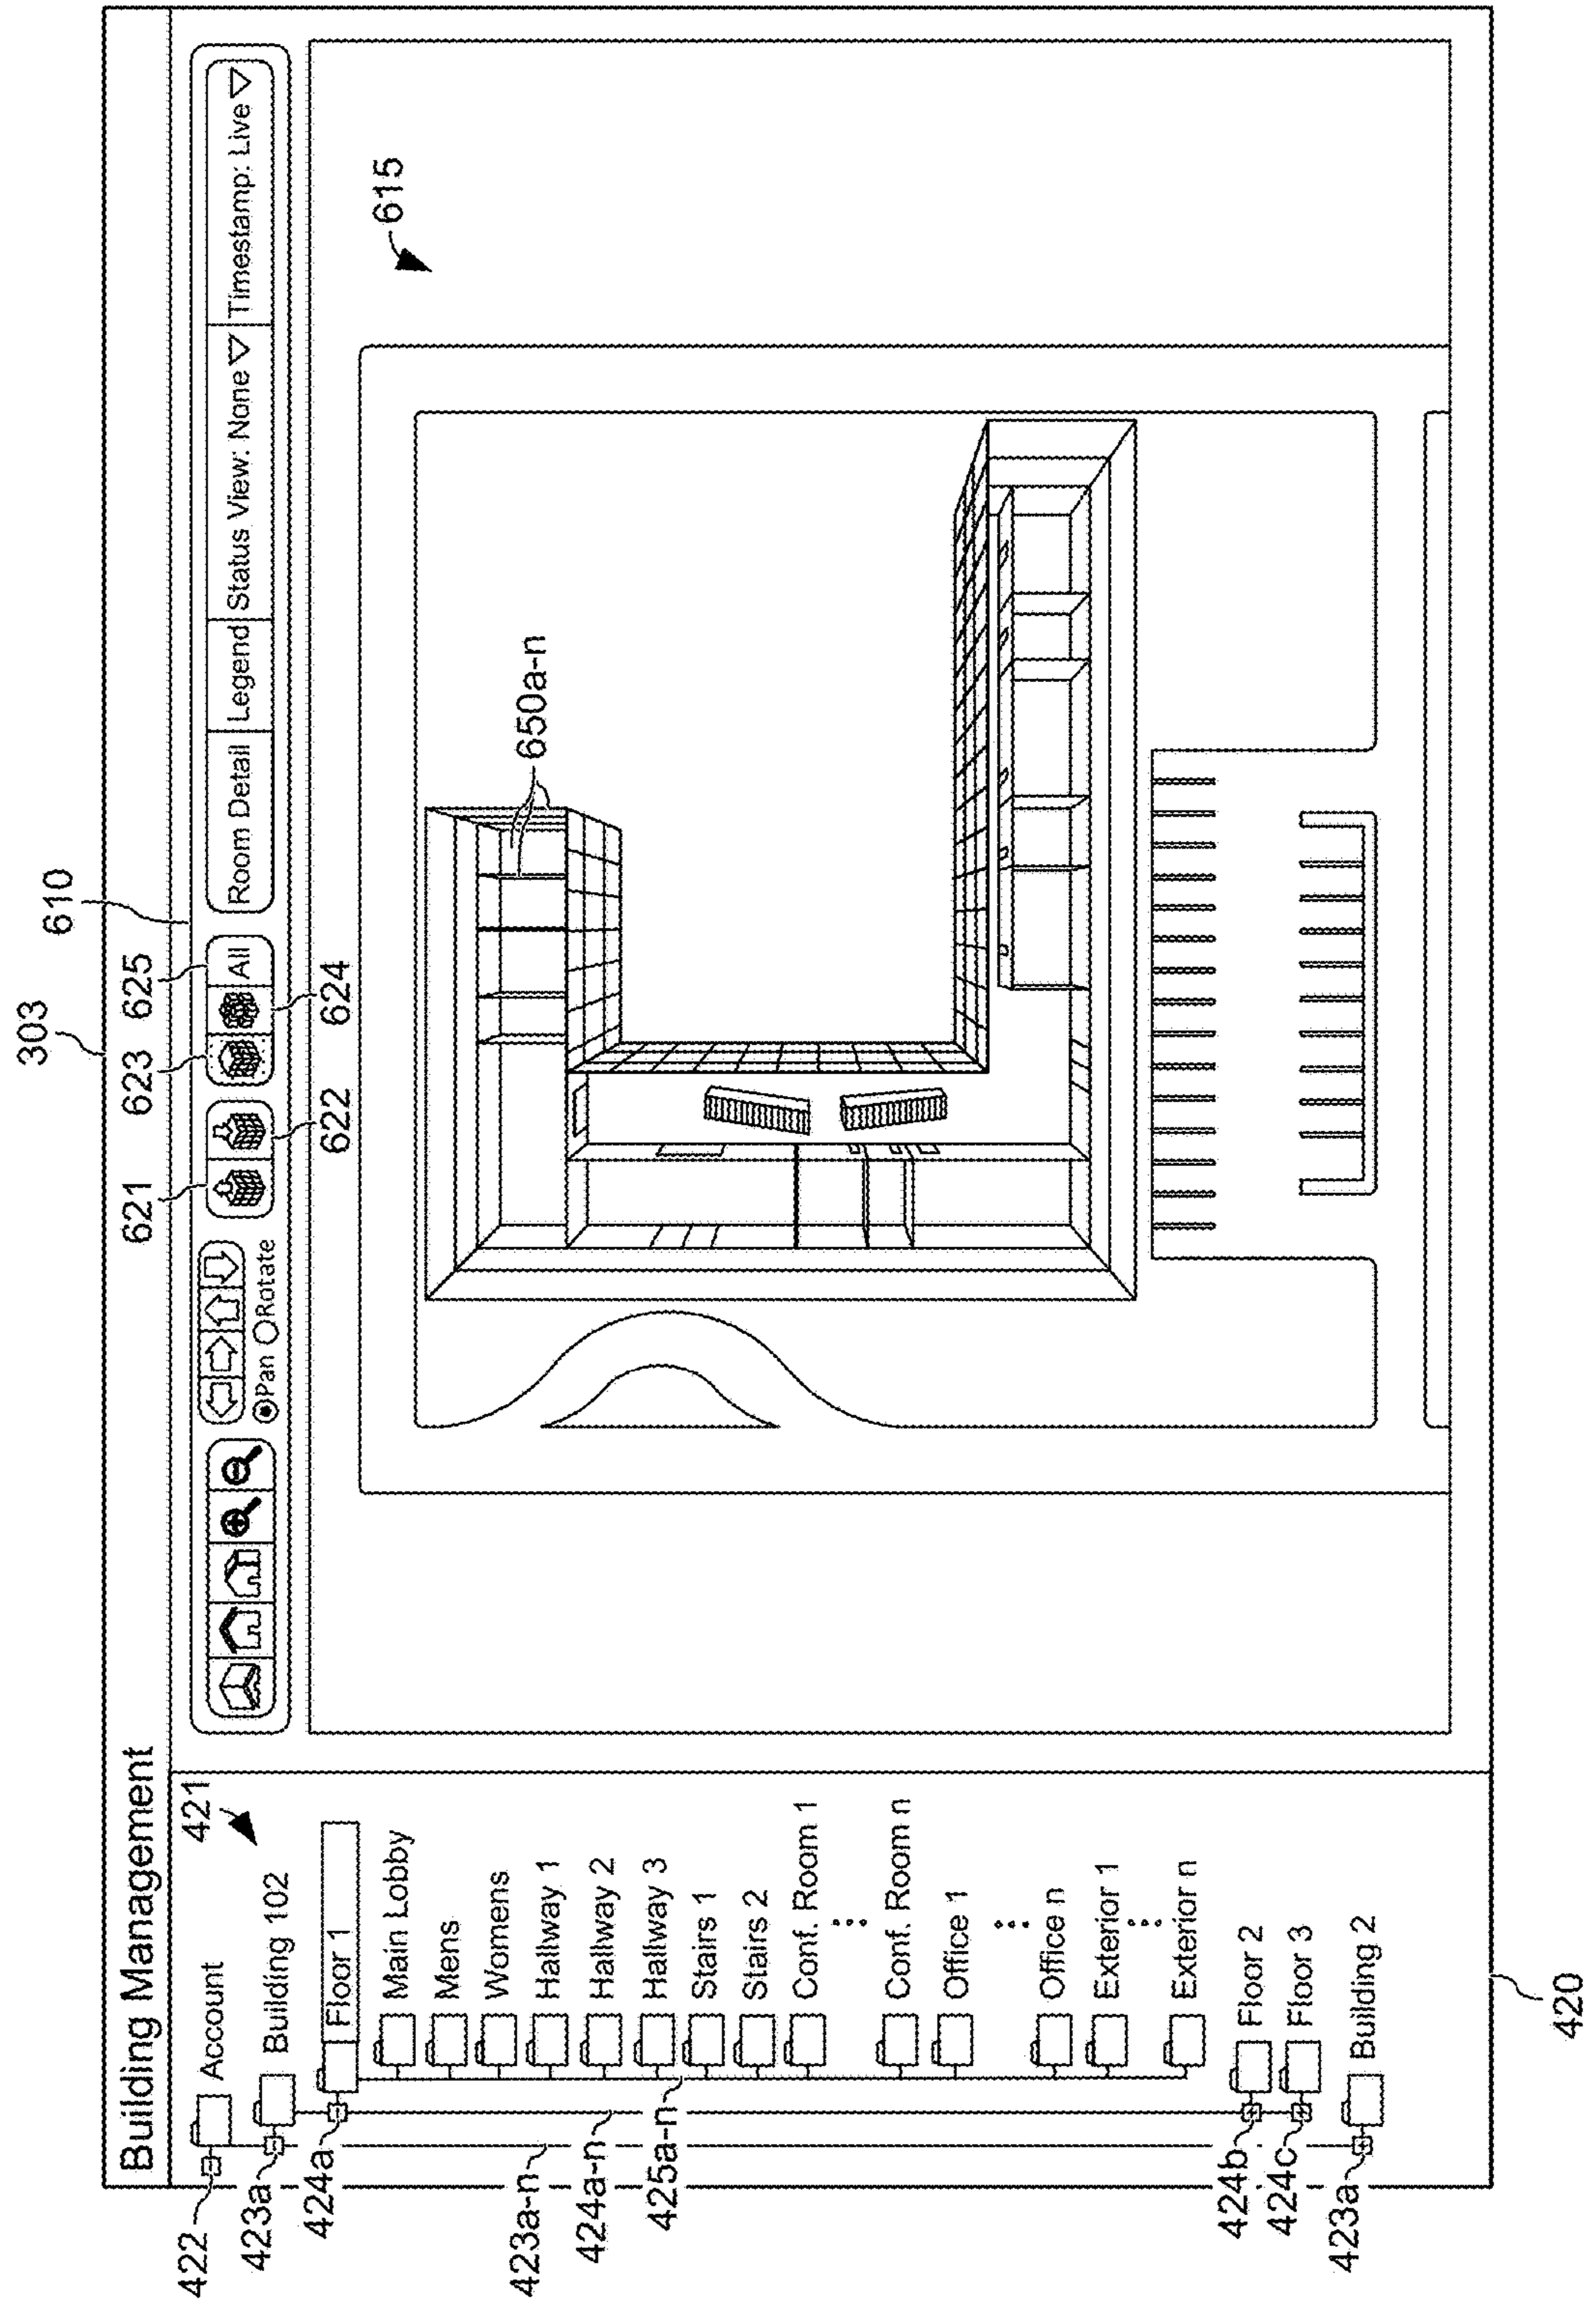 303
610
621
622
623
624
625
Building Management
Pan Rotate
All
Room Detail
Legend
Status View: None
Timestamp: Live
421
615
650a-n
422
Account
423a
Building 102
424a
Floor 1
Main Lobby
Mens
Womens
Hallway 1
Hallway 2
Hallway 3
Stairs 1
Stairs 2
Conf. Room 1
Conf. Room n
Office 1
Office n
Exterior 1
Exterior n
423a-n
424a-n
425a-n
424b
Floor 2
424c
Floor 3
423a
Building 2
420